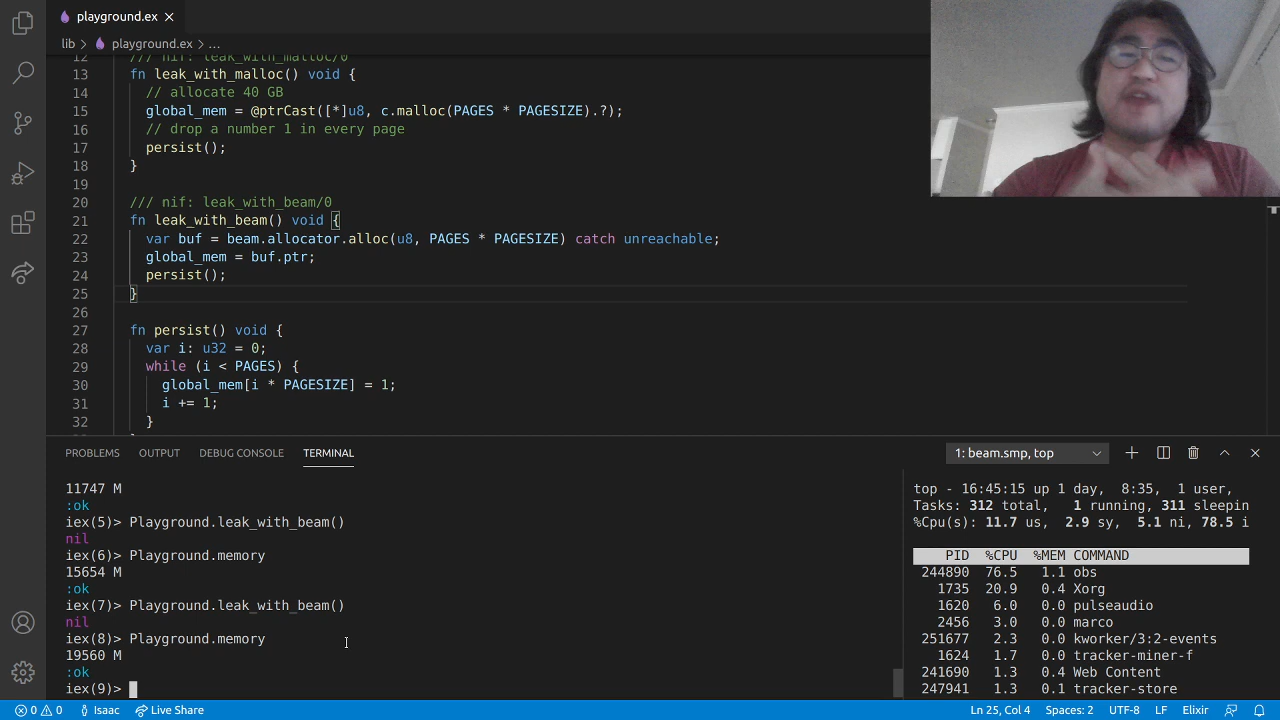 playground.ex
lib > playground.ex > ...
12 /// nif: leak_with_malloc/0
13 fn leak_with_malloc() void {
14 // allocate 40 GB
15 global_mem = @ptrCast([*]u8, c.malloc(PAGES * PAGESIZE).?);
16 // drop a number 1 in every page
17 persist();
18 }
19
20 /// nif: leak_with_beam/0
21 fn leak_with_beam() void {
22 var buf = beam.allocator.alloc(u8, PAGES * PAGESIZE) catch unreachable;
23 global_mem = buf.ptr;
24 persist();
25 }
26
27 fn persist() void {
28 var i: u32 = 0;
29 while (i < PAGES) {
30 global_mem[i * PAGESIZE] = 1;
31 i += 1;
32 }
PROBLEMS OUTPUT DEBUG CONSOLE TERMINAL 1: beam.smp, top
11747 M
:ok
iex(5)> Playground.leak_with_beam()
nil
iex(6)> Playground.memory
15654 M
:ok
iex(7)> Playground.leak_with_beam()
nil
iex(8)> Playground.memory
19560 M
:ok
iex(9)>
top - 16:45:15 up 1 day, 8:35, 1 user,
Tasks: 312 total, 1 running, 311 sleepin
%Cpu(s): 11.7 us, 2.9 sy, 5.1 ni, 78.5 i
PID %CPU %MEM COMMAND
244890 76.5 1.1 obs
1735 20.9 0.4 Xorg
1620 6.0 0.0 pulseaudio
2456 3.0 0.0 marco
251677 2.3 0.0 kworker/3:2-events
1624 1.7 0.0 tracker-miner-f
241690 1.3 0.4 Web Content
247941 1.3 0.1 tracker-store
0 0 Isaac Live Share Ln 25, Col 4 Spaces: 2 UTF-8 LF Elixir